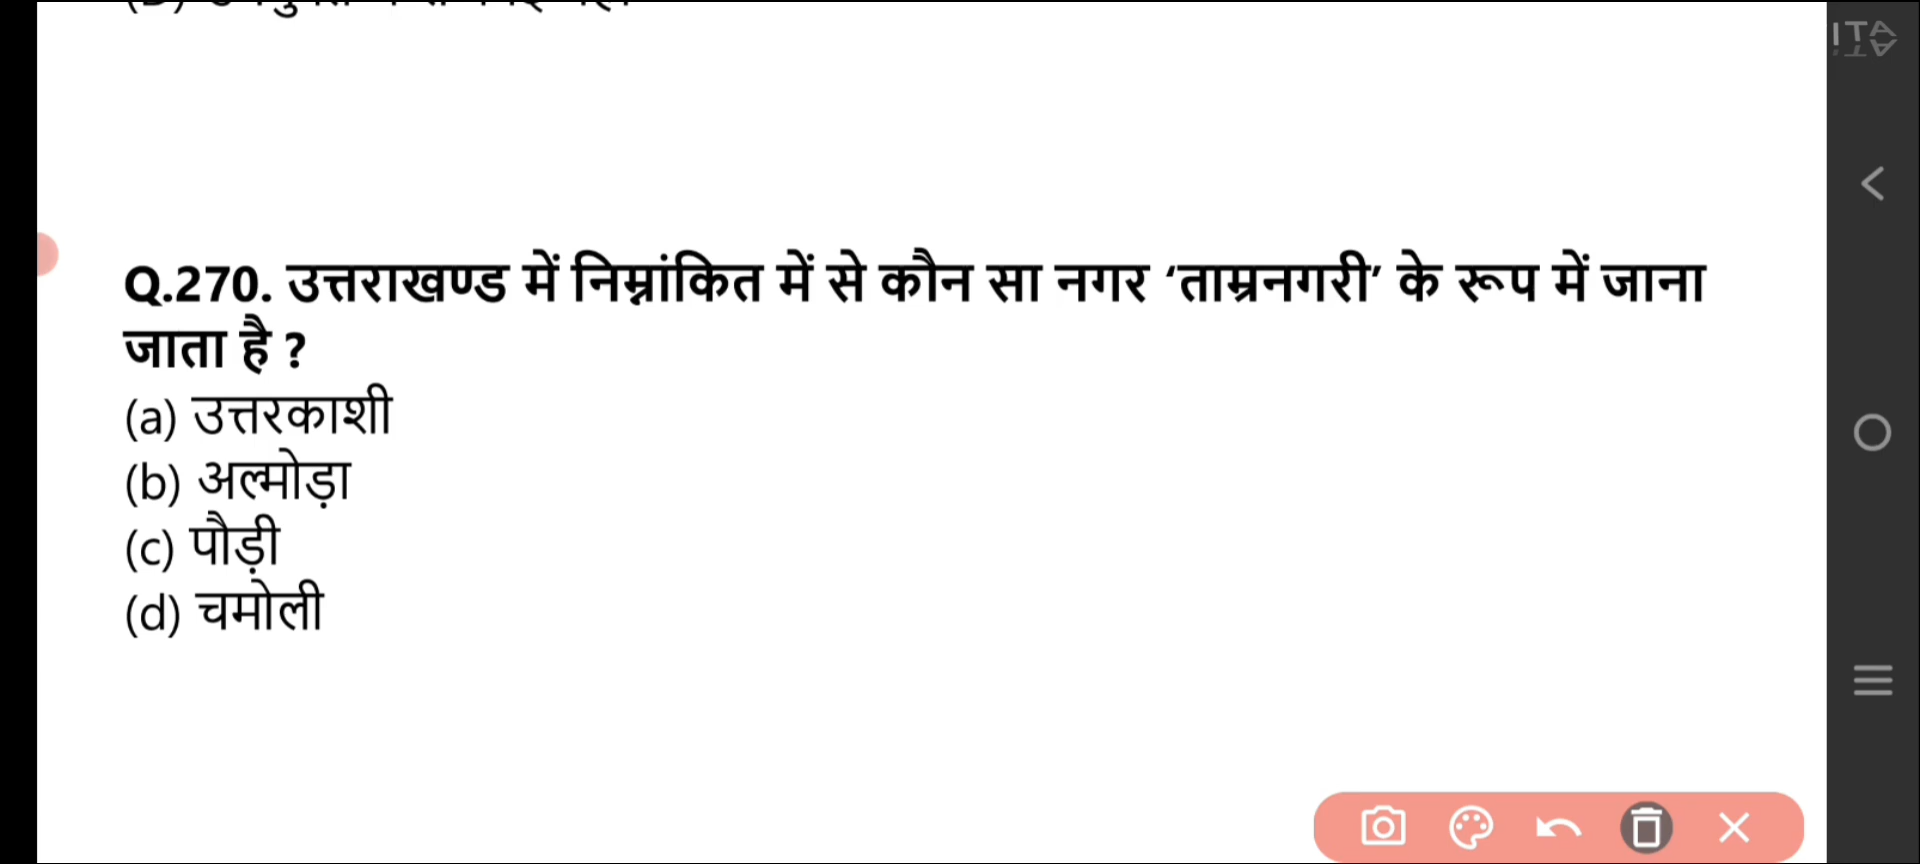 Q.270. उत्तराखण्ड में निम्नांकित में से कौन सा नगर ‘ताम्रनगरी’ के रूप में जाना
जाता है ?
(a) उत्तरकाशी
(b) अल्मोड़ा
(c) पौड़ी
(d) चमोली